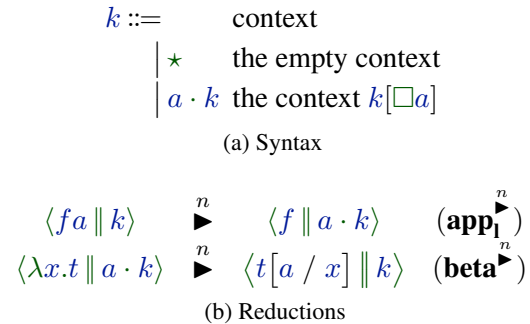 k ::= context
| ⋆ the empty context
| a · k the context k[□a]
(a) Syntax
⟨fa ∥ k⟩ ▶ⁿ ⟨f ∥ a · k⟩ (appₗ▶ⁿ)
⟨λx.t ∥ a · k⟩ ▶ⁿ ⟨t[a / x] ∥ k⟩ (beta▶ⁿ)
(b) Reductions